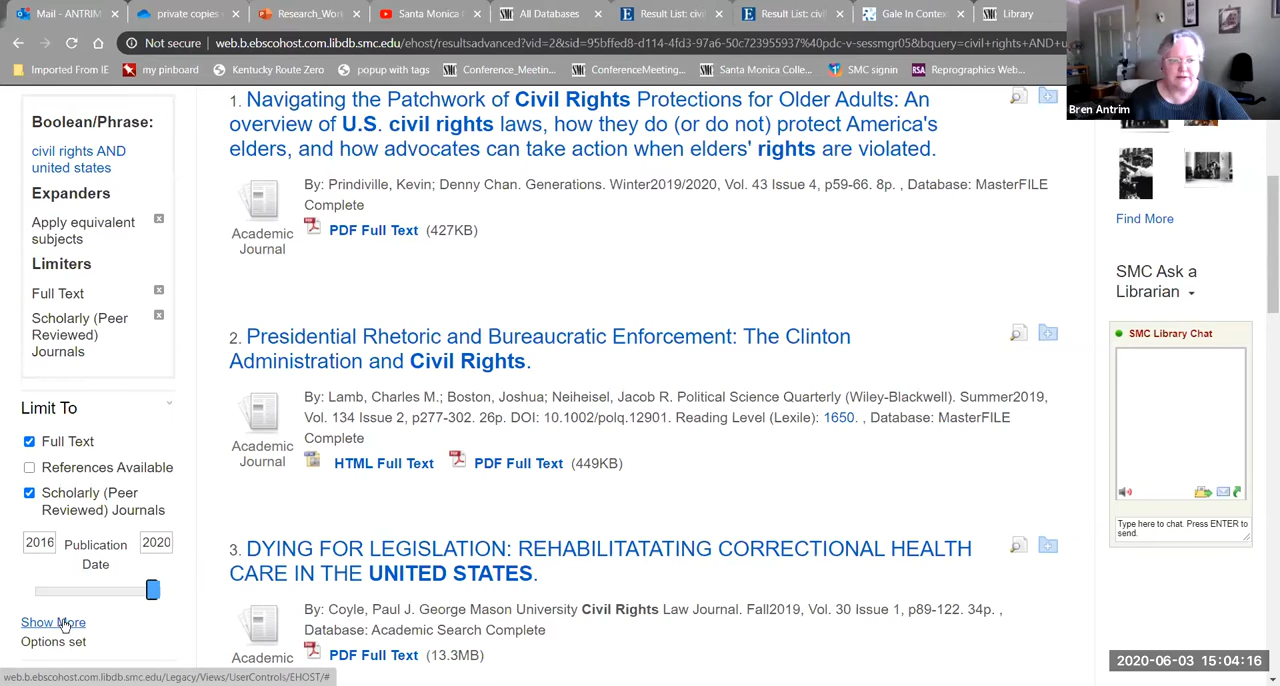 Mail - ANTRIM
private copies
Research_Wor
Santa Monica
SMC All Databases
Result List: civi
Result List: civi
Gale In Context
SMC Library
Not secure
web.b.ebscohost.com.libdb.smc.edu/ehost/resultsadvanced?vid=2&sid=95bffed8-d114-4fd3-97a6-50c723955937%40pdc-v-sessmgr05&bquery=civil+rights+AND+u
Imported From IE
my pinboard
Kentucky Route Zero
popup with tags
SMC Conference_Meetin...
SMC ConferenceMeeting...
SMC Santa Monica Colle...
SMC signin
RSA Reprographics Web...
Bren Antrim
Boolean/Phrase:
civil rights AND
united states
Expanders
Apply equivalent
subjects
Limiters
Full Text
Scholarly (Peer
Reviewed)
Journals
Limit To
Full Text
References Available
Scholarly (Peer
Reviewed) Journals
2016 Publication 2020
Date
Show More
Options set
1. Navigating the Patchwork of Civil Rights Protections for Older Adults: An
overview of U.S. civil rights laws, how they do (or do not) protect America's
elders, and how advocates can take action when elders' rights are violated.
By: Prindiville, Kevin; Denny Chan. Generations. Winter2019/2020, Vol. 43 Issue 4, p59-66. 8p. , Database: MasterFILE
Complete
Academic
Journal
PDF Full Text (427KB)
2. Presidential Rhetoric and Bureaucratic Enforcement: The Clinton
Administration and Civil Rights.
By: Lamb, Charles M.; Boston, Joshua; Neiheisel, Jacob R. Political Science Quarterly (Wiley-Blackwell). Summer2019,
Vol. 134 Issue 2, p277-302. 26p. DOI: 10.1002/polq.12901. Reading Level (Lexile): 1650. , Database: MasterFILE
Complete
Academic
Journal
HTML Full Text PDF Full Text (449KB)
3. DYING FOR LEGISLATION: REHABILITATATING CORRECTIONAL HEALTH
CARE IN THE UNITED STATES.
By: Coyle, Paul J. George Mason University Civil Rights Law Journal. Fall2019, Vol. 30 Issue 1, p89-122. 34p. ,
Database: Academic Search Complete
Academic
PDF Full Text (13.3MB)
Find More
SMC Ask a
Librarian
SMC Library Chat
Type here to chat. Press ENTER to
send.
2020-06-03 15:04:16
web.b.ebscohost.com.libdb.smc.edu/Legacy/Views/UserControls/EHOST/#